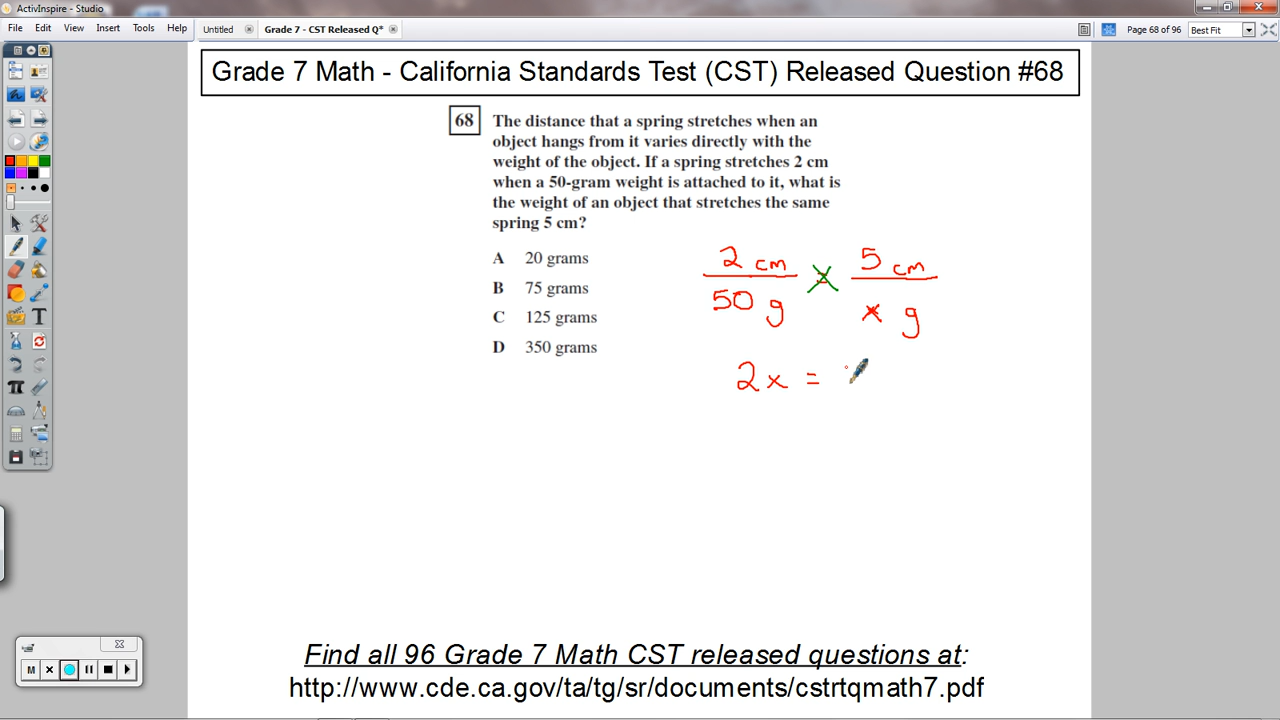 ActivInspire - Studio
File Edit View Insert Tools Help
Untitled
Grade 7 - CST Released Q*
Page 68 of 96
Best Fit
Grade 7 Math - California Standards Test (CST) Released Question #68
68
The distance that a spring stretches when an
object hangs from it varies directly with the
weight of the object. If a spring stretches 2 cm
when a 50-gram weight is attached to it, what is
the weight of an object that stretches the same
spring 5 cm?
A 20 grams
B 75 grams
C 125 grams
D 350 grams
2 cm 5 cm
=
50 g x g
2x =
M
Find all 96 Grade 7 Math CST released questions at:
http://www.cde.ca.gov/ta/tg/sr/documents/cstrtqmath7.pdf